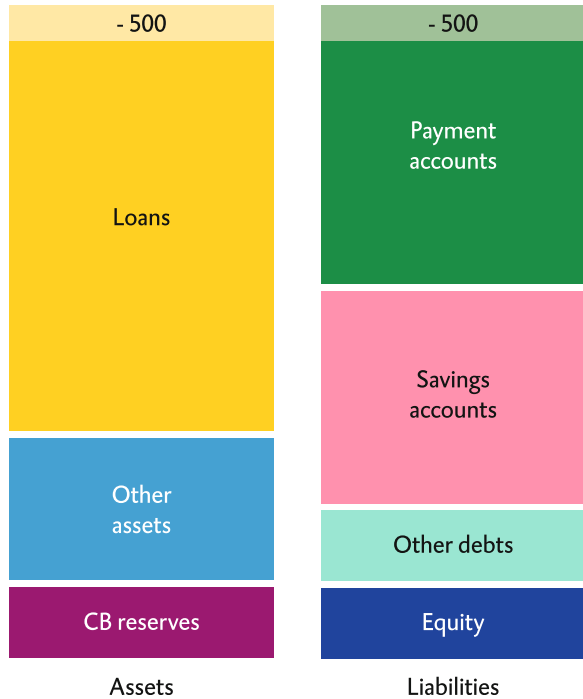 - 500
Loans
Other
assets
CB reserves
Assets
- 500
Payment
accounts
Savings
accounts
Other debts
Equity
Liabilities